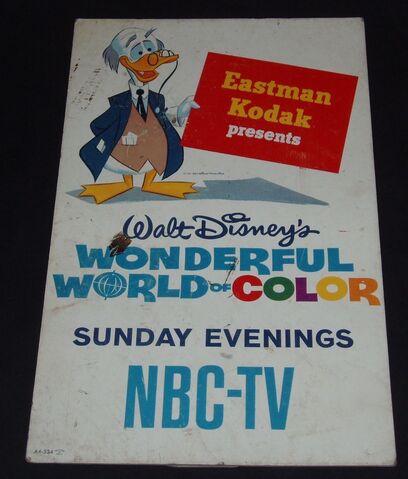 Eastman
Kodak
presents
Walt Disney's
WONDERFUL
WORLD OF COLOR
SUNDAY EVENINGS
NBC-TV